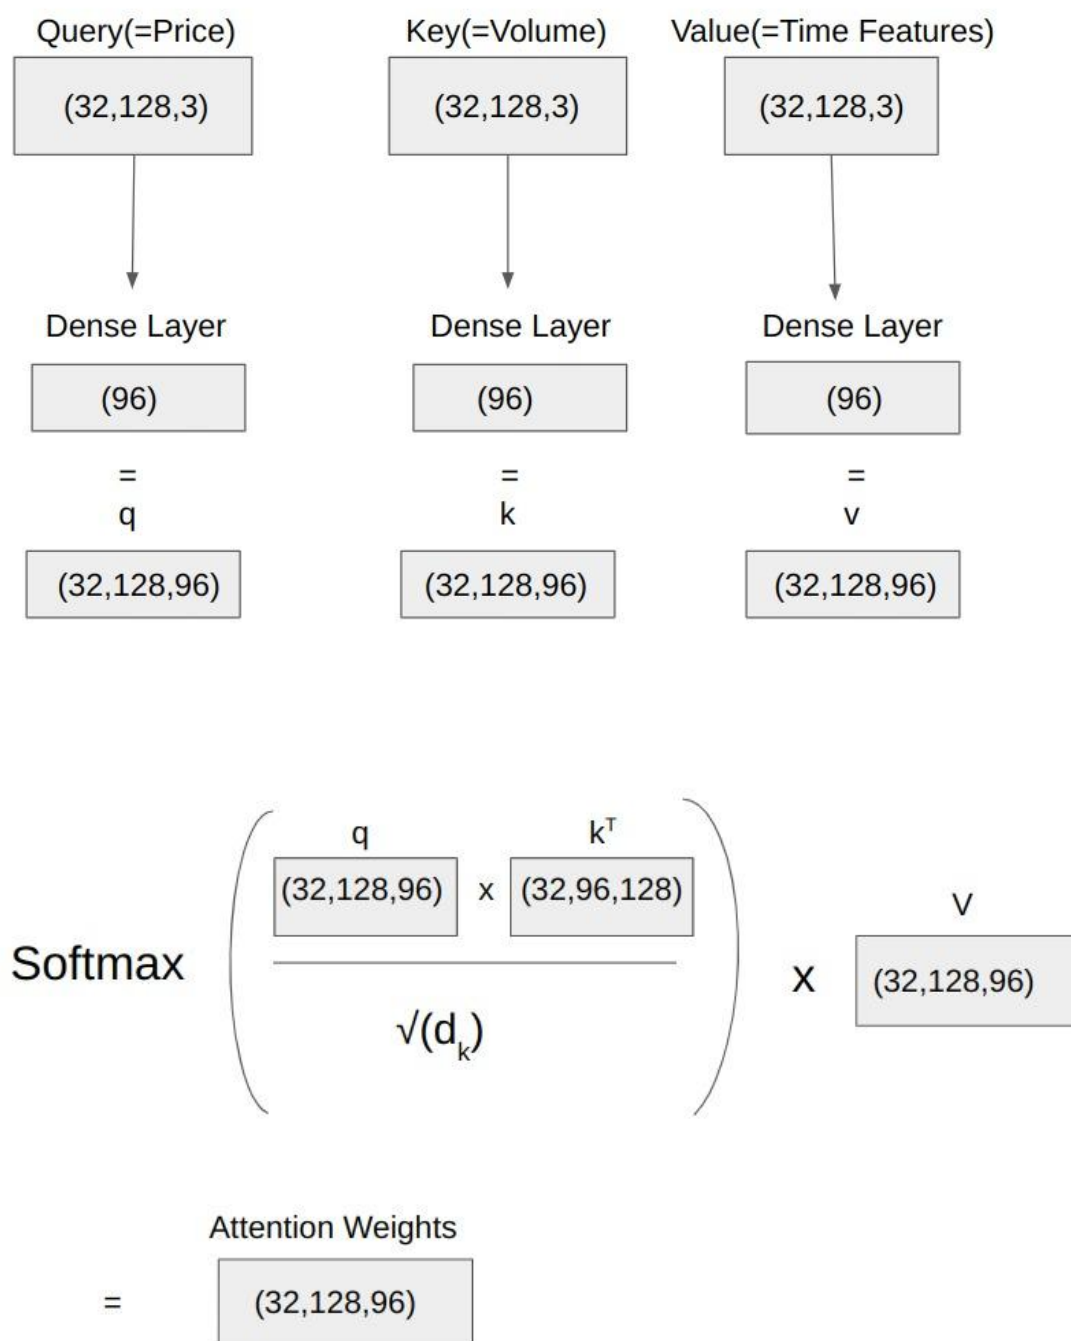 Query(=Price) Key(=Volume) Value(=Time Features)
(32,128,3) (32,128,3) (32,128,3)
Dense Layer Dense Layer Dense Layer
(96) (96) (96)
= = =
q k v
(32,128,96) (32,128,96) (32,128,96)
q kᵀ
(32,128,96) x (32,96,128)
V
Softmax x (32,128,96)
√(dₖ)
Attention Weights
= (32,128,96)